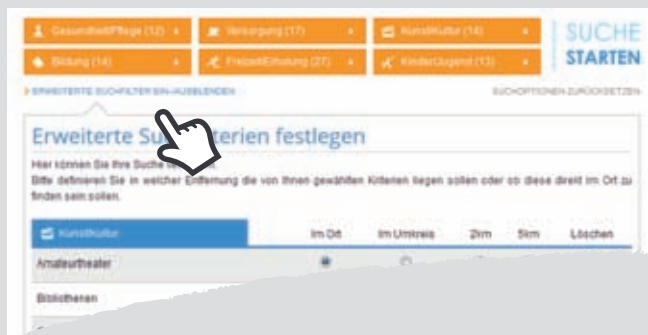 Gesundheit/Pflege (12)
Versorgung (17)
Kunst/Kultur (14)
SUCHE
STARTEN
Bildung (14)
Freizeit/Erholung (27)
Kinder/Jugend (13)
ERWEITERTE SUCHFILTER EIN-/AUSBLENDEN
SUCHOPTIONEN ZURÜCKSETZEN
Erweiterte Su terien festlegen
Hier können Sie Ihre Suche
Bitte definieren Sie in welcher Entfernung die von Ihnen gewählten Kriterien liegen sollen oder ob diese direkt im Ort zu
finden sein sollen.
Kunst/Kultur Im Ort Im Umkreis 2km 5km Löschen
Amateurtheater
Bibliotheken